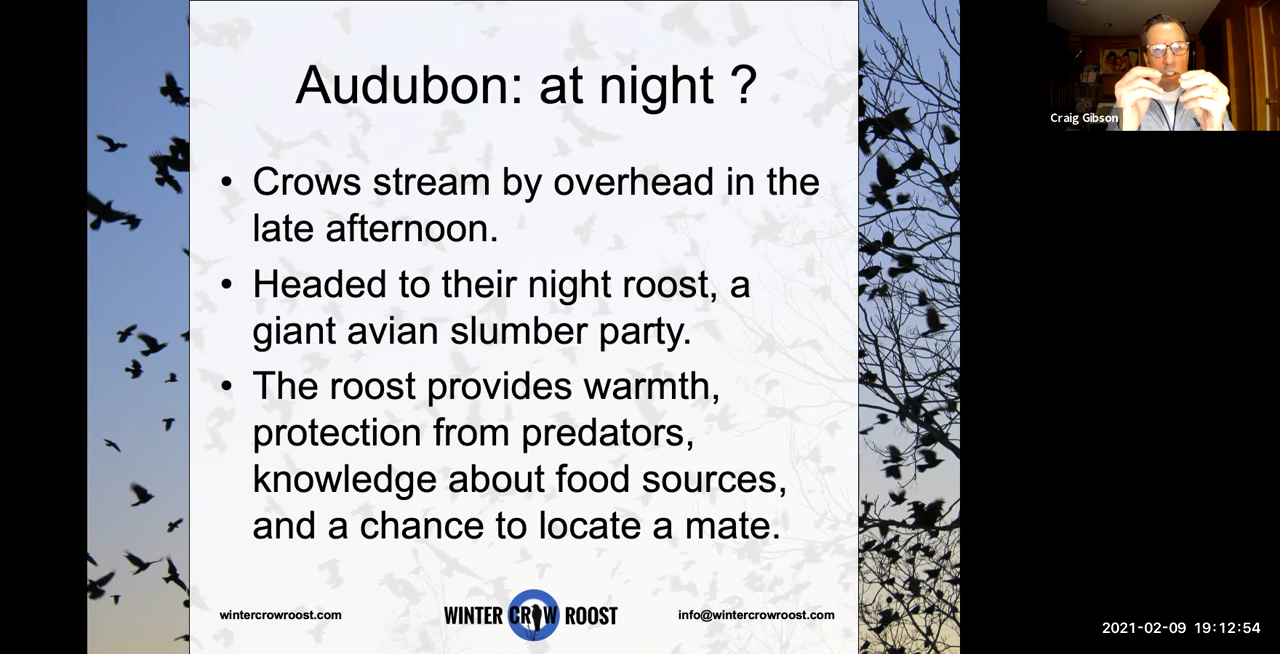 Audubon: at night ?
• Crows stream by overhead in the
late afternoon.
• Headed to their night roost, a
giant avian slumber party.
• The roost provides warmth,
protection from predators,
knowledge about food sources,
and a chance to locate a mate.
wintercrowroost.com
WINTER CROW ROOST
info@wintercrowroost.com
Craig Gibson
2021-02-09 19:12:54